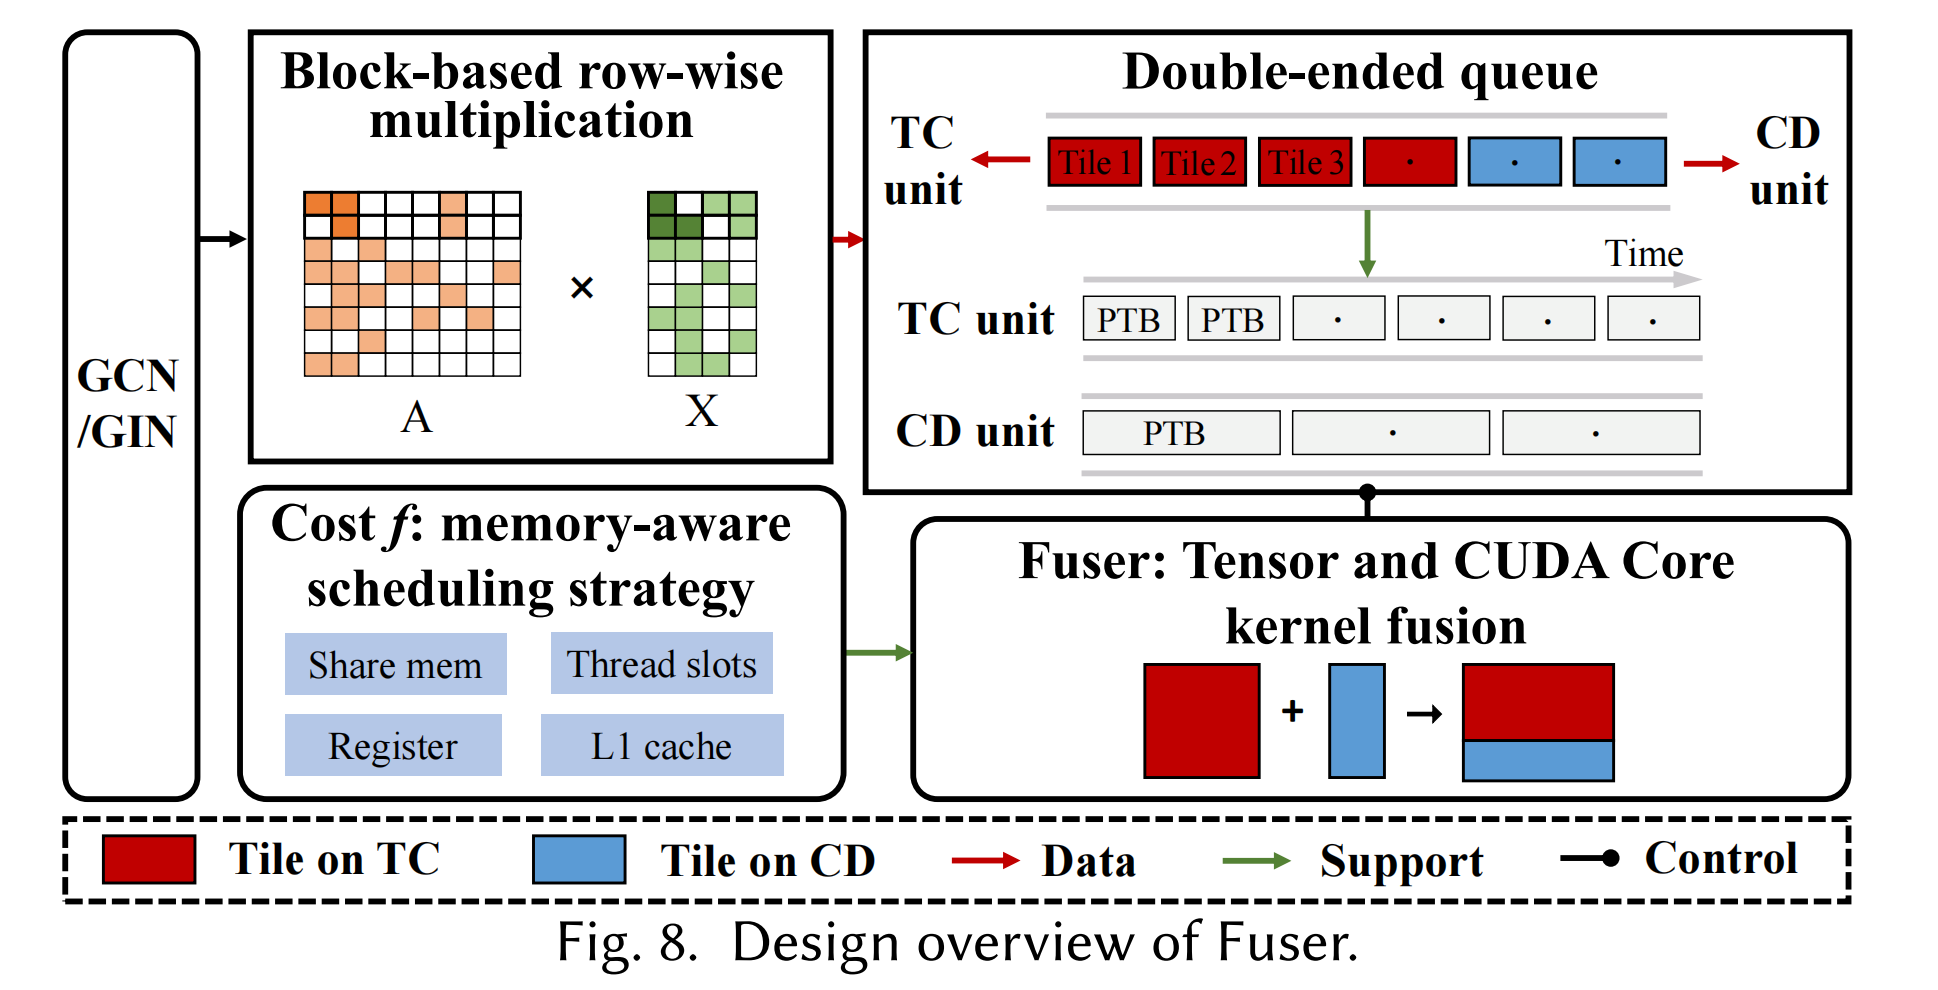 GCN
/GIN
Block-based row-wise
multiplication
A
×
X
Double-ended queue
TC
unit
Tile 1
Tile 2
Tile 3
·
·
·
CD
unit
Time
TC unit
PTB
PTB
·
·
·
·
CD unit
PTB
·
·
Cost f: memory-aware
scheduling strategy
Share mem
Thread slots
Register
L1 cache
Fuser: Tensor and CUDA Core
kernel fusion
+
Tile on TC
Tile on CD
Data
Support
Control
Fig. 8. Design overview of Fuser.